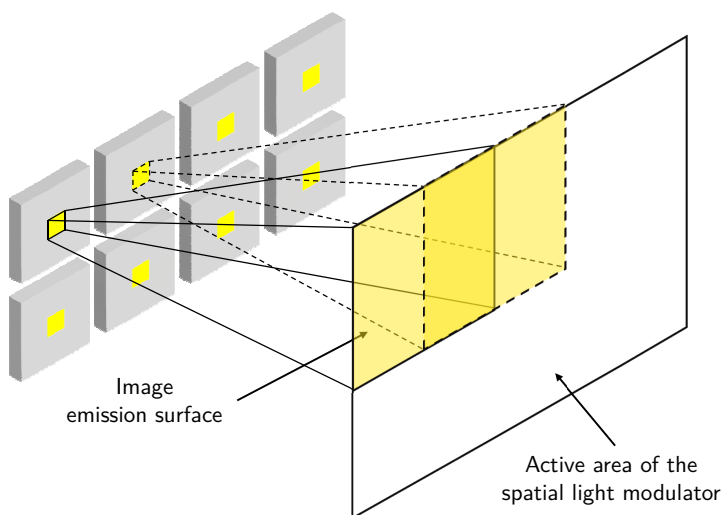 Image
emission surface
Active area of the
spatial light modulator